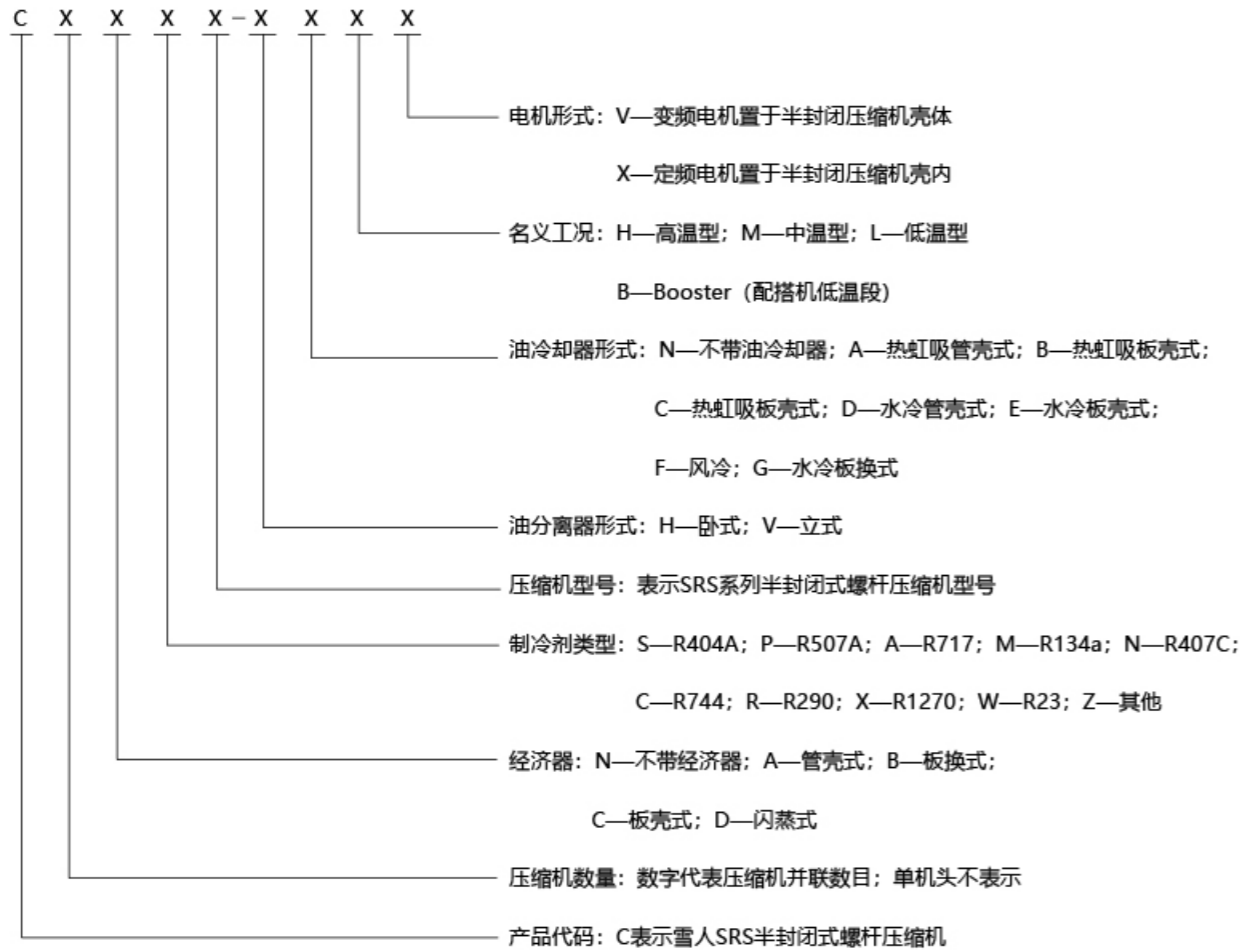 C X X X X-X X X X
电机形式：V—变频电机置于半封闭压缩机壳体
X—定频电机置于半封闭压缩机壳内
名义工况：H—高温型；M—中温型；L—低温型
B—Booster（配搭机低温段）
油冷却器形式：N—不带油冷却器；A—热虹吸管壳式；B—热虹吸板壳式；
C—热虹吸板壳式；D—水冷管壳式；E—水冷板壳式；
F—风冷；G—水冷板换式
油分离器形式：H—卧式；V—立式
压缩机型号：表示SRS系列半封闭式螺杆压缩机型号
制冷剂类型：S—R404A；P—R507A；A—R717；M—R134a；N—R407C；
C—R744；R—R290；X—R1270；W—R23；Z—其他
经济器：N—不带经济器；A—管壳式；B—板换式；
C—板壳式；D—闪蒸式
压缩机数量：数字代表压缩机并联数目；单机头不表示
产品代码：C表示雪人SRS半封闭式螺杆压缩机